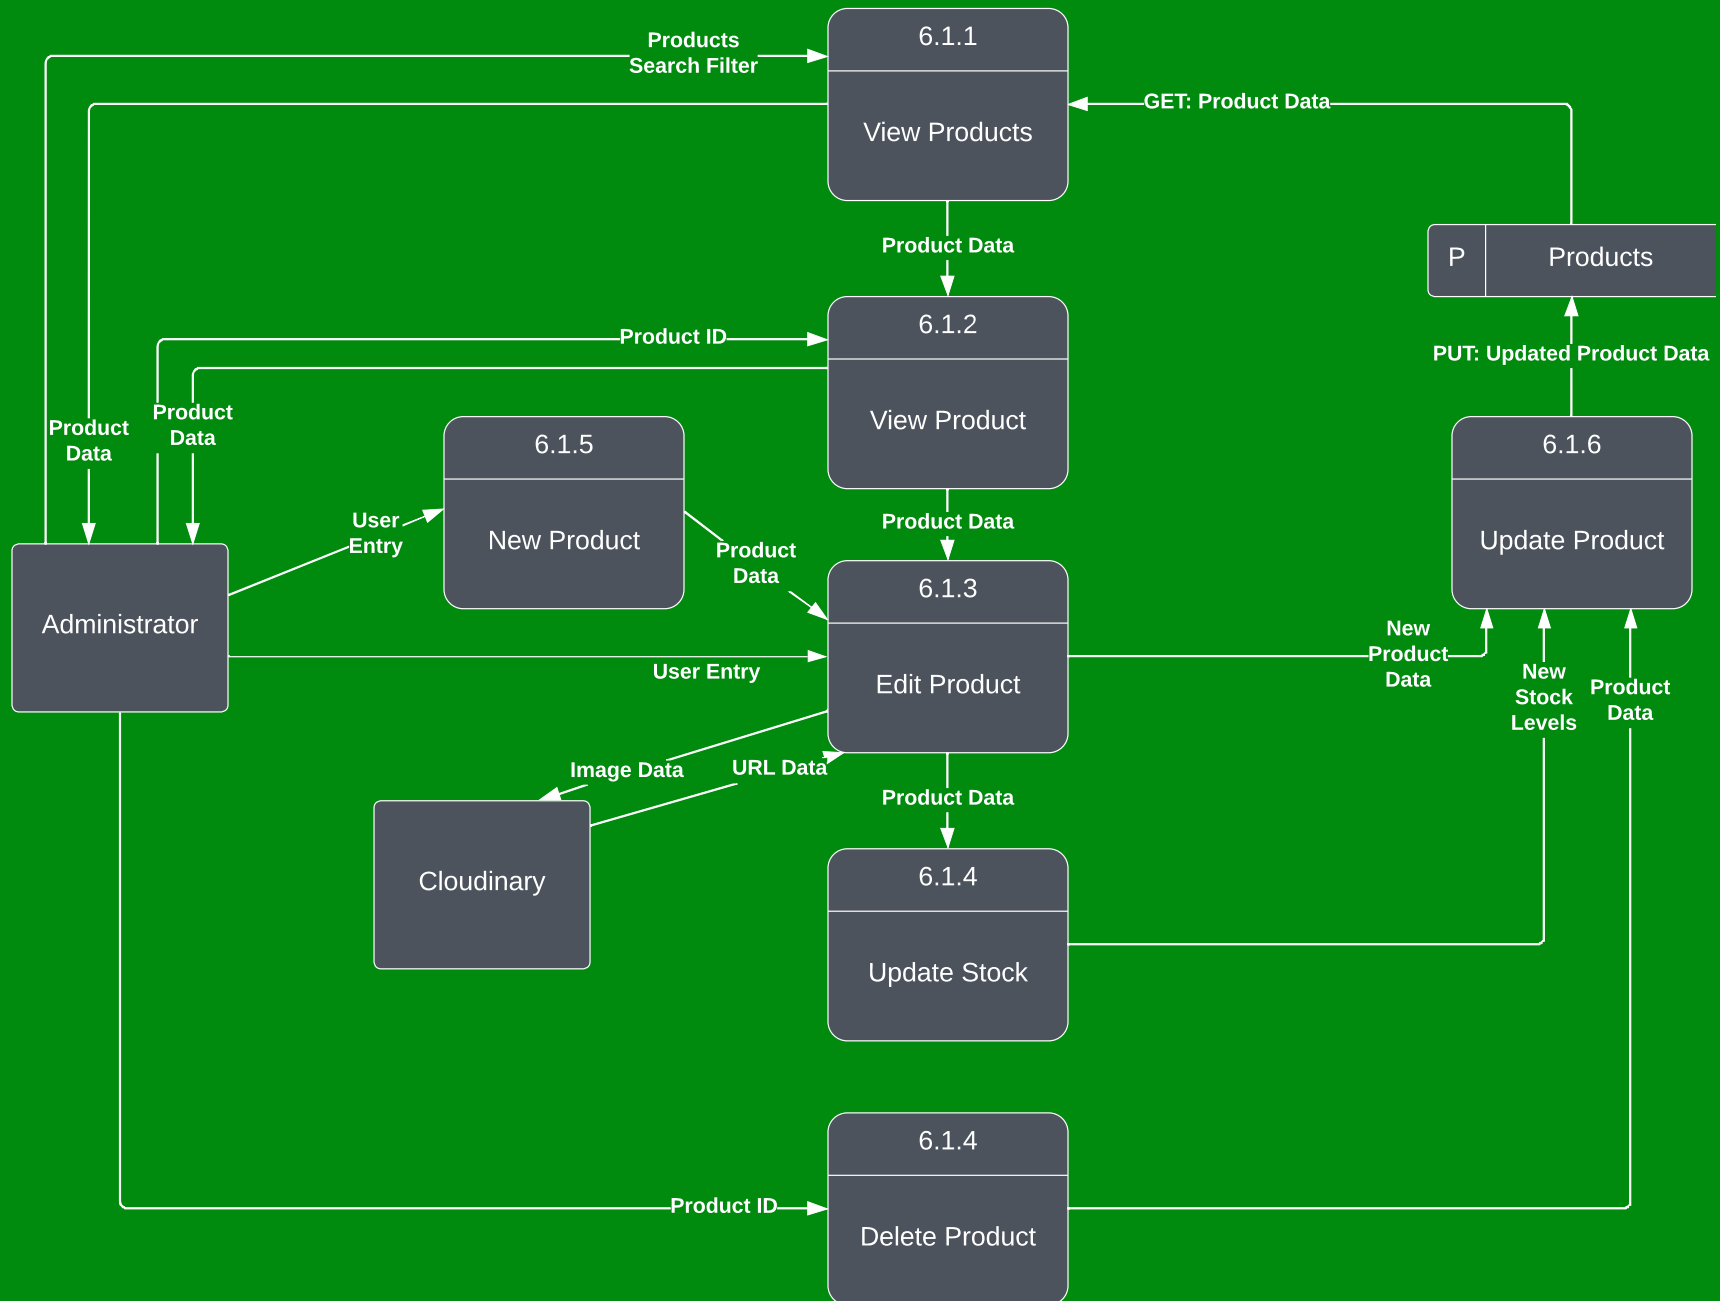 Products
Search Filter
6.1.1
View Products
GET: Product Data
Product Data
P
Products
Product ID
6.1.2
View Product
PUT: Updated Product Data
Product
Data
Product
Data
6.1.5
New Product
6.1.6
Update Product
User
Entry
Product Data
Product
Data
6.1.3
Edit Product
Administrator
User Entry
New
Product
Data
New
Stock
Levels
Product
Data
Image Data
URL Data
Product Data
Cloudinary
6.1.4
Update Stock
6.1.4
Delete Product
Product ID